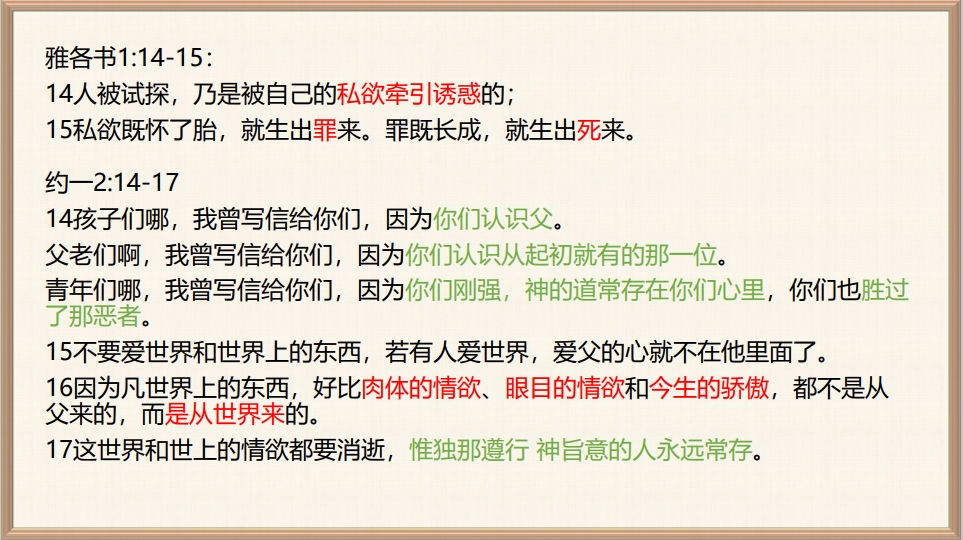 雅各书1:14-15：
14人被试探，乃是被自己的私欲牵引诱惑的；
15私欲既怀了胎，就生出罪来。罪既长成，就生出死来。
约一2:14-17
14孩子们哪，我曾写信给你们，因为你们认识父。
父老们啊，我曾写信给你们，因为你们认识从起初就有的那一位。
青年们哪，我曾写信给你们，因为你们刚强，神的道常存在你们心里，你们也胜过
了那恶者。
15不要爱世界和世界上的东西，若有人爱世界，爱父的心就不在他里面了。
16因为凡世界上的东西，好比肉体的情欲、眼目的情欲和今生的骄傲，都不是从
父来的，而是从世界来的。
17这世界和世上的情欲都要消逝，惟独那遵行 神旨意的人永远常存。